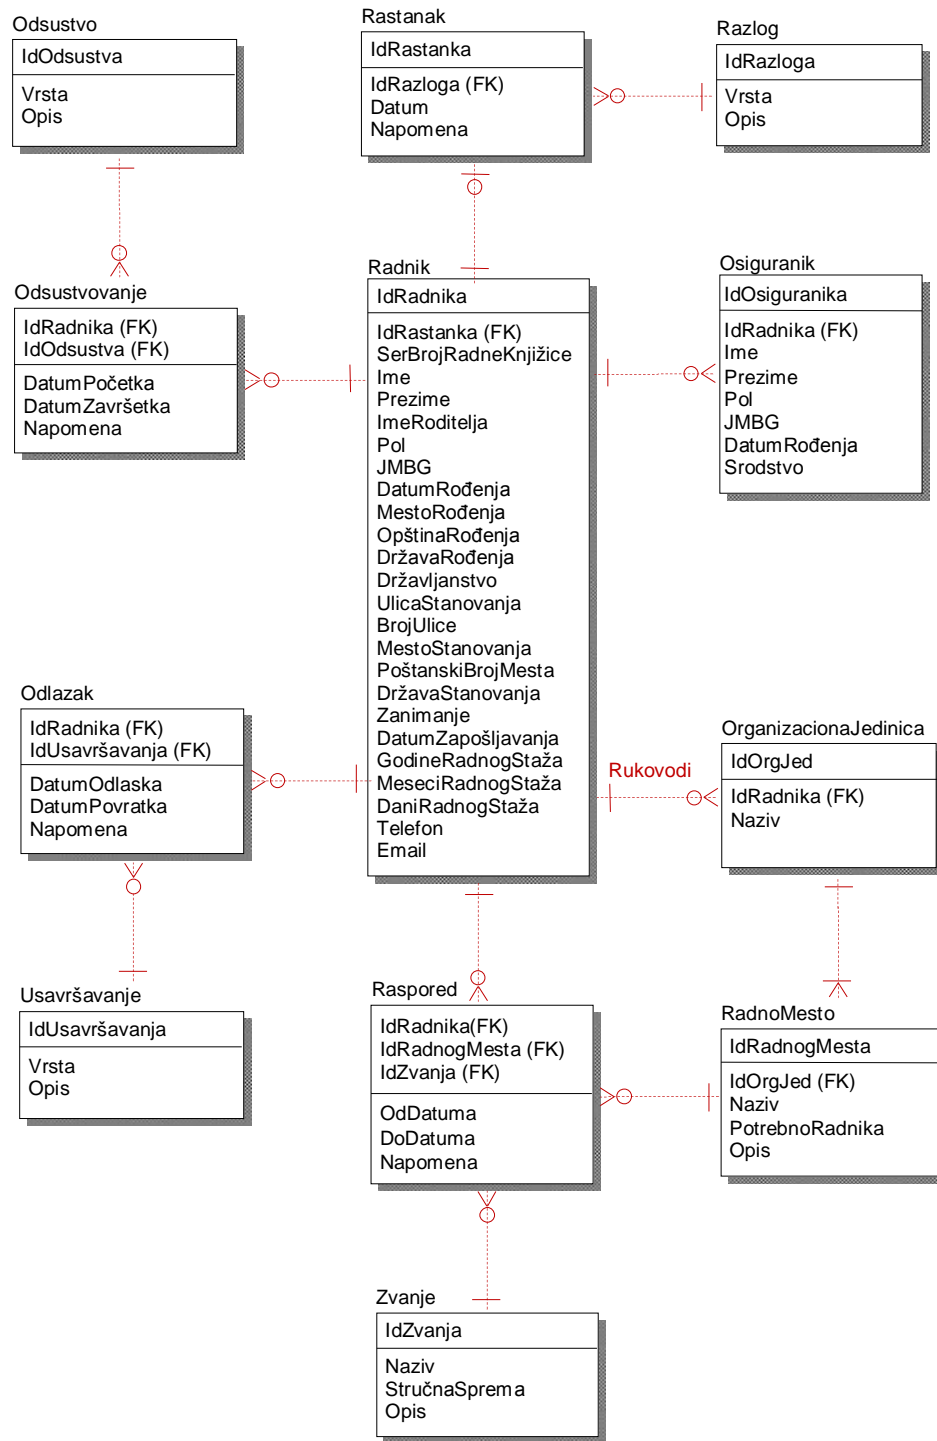 Odsustvo
IdOdsustva
Vrsta
Opis
Rastanak
IdRastanka
IdRazloga (FK)
Datum
Napomena
Razlog
IdRazloga
Vrsta
Opis
Odsustvovanje
IdRadnika (FK)
IdOdsustva (FK)
DatumPočetka
DatumZavršetka
Napomena
Radnik
IdRadnika
IdRastanka (FK)
SerBrojRadneKnjižice
Ime
Prezime
ImeRoditelja
Pol
JMBG
DatumRođenja
MestoRođenja
OpštinaRođenja
DržavaRođenja
Državljanstvo
UlicaStanovanja
BrojUlice
MestoStanovanja
PoštanskiBrojMesta
DržavaStanovanja
Zanimanje
DatumZapošljavanja
GodineRadnogStaža
MeseciRadnogStaža
DaniRadnogStaža
Telefon
Email
Osiguranik
IdOsiguranika
IdRadnika (FK)
Ime
Prezime
Pol
JMBG
DatumRođenja
Srodstvo
Odlazak
IdRadnika (FK)
IdUsavršavanja (FK)
DatumOdlaska
DatumPovratka
Napomena
Rukovodi
OrganizacionaJedinica
IdOrgJed
IdRadnika (FK)
Naziv
Usavršavanje
IdUsavršavanja
Vrsta
Opis
Raspored
IdRadnika(FK)
IdRadnogMesta (FK)
IdZvanja (FK)
OdDatuma
DoDatuma
Napomena
RadnoMesto
IdRadnogMesta
IdOrgJed (FK)
Naziv
PotrebnoRadnika
Opis
Zvanje
IdZvanja
Naziv
StručnaSprema
Opis